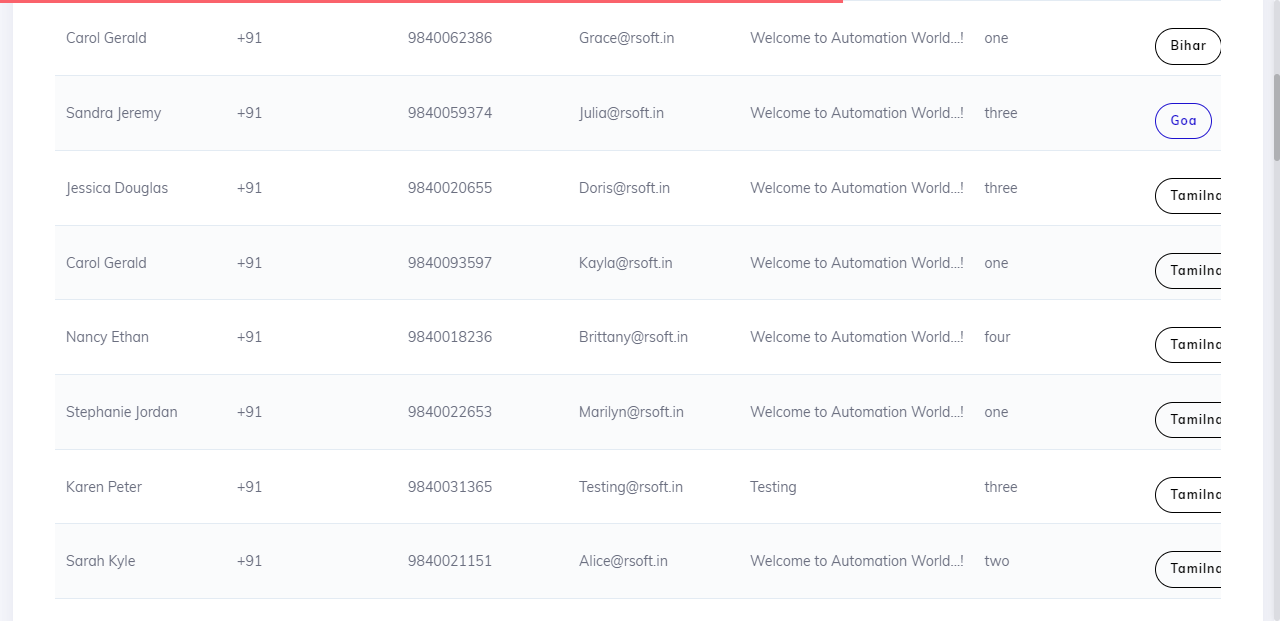 Carol Gerald +91 9840062386 Grace@rsoft.in Welcome to Automation World...! one Bihar
Sandra Jeremy +91 9840059374 Julia@rsoft.in Welcome to Automation World...! three Goa
Jessica Douglas +91 9840020655 Doris@rsoft.in Welcome to Automation World...! three Tamilna
Carol Gerald +91 9840093597 Kayla@rsoft.in Welcome to Automation World...! one Tamilna
Nancy Ethan +91 9840018236 Brittany@rsoft.in Welcome to Automation World...! four Tamilna
Stephanie Jordan +91 9840022653 Marilyn@rsoft.in Welcome to Automation World...! one Tamilna
Karen Peter +91 9840031365 Testing@rsoft.in Testing three Tamilna
Sarah Kyle +91 9840021151 Alice@rsoft.in Welcome to Automation World...! two Tamilna